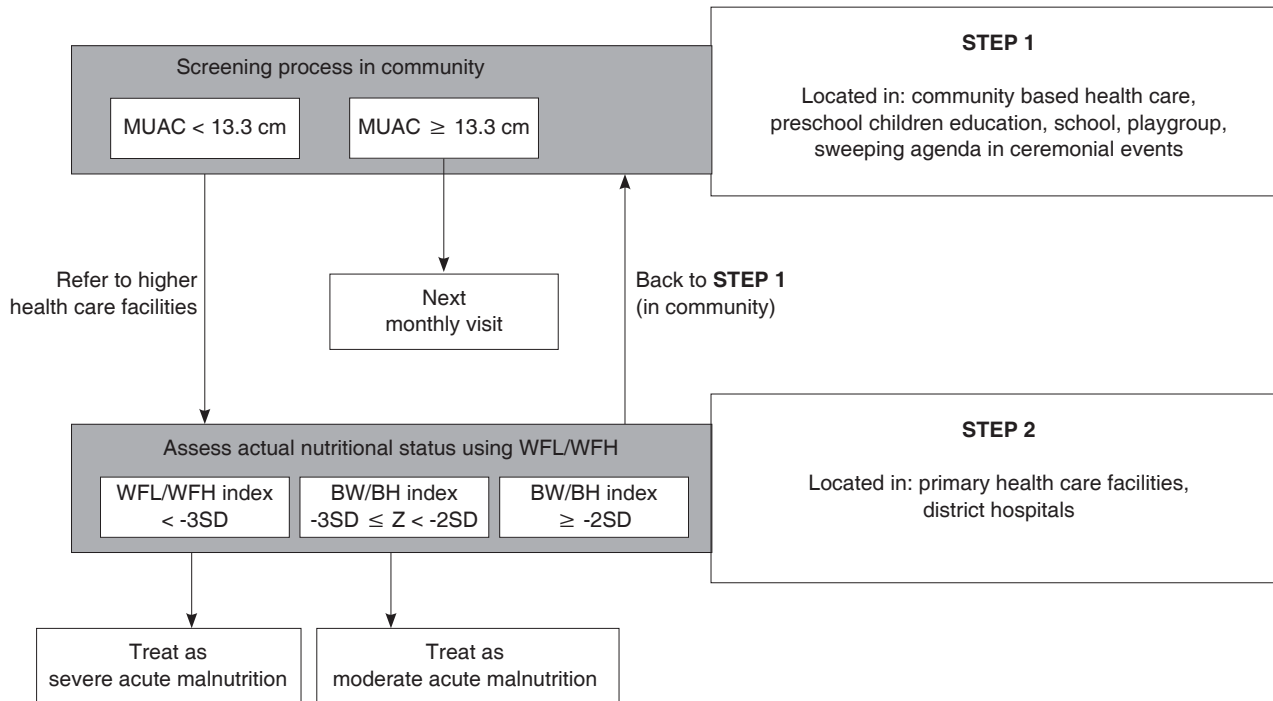 Screening process in community
MUAC < 13.3 cm
MUAC ≥ 13.3 cm
STEP 1
Located in: community based health care,
preschool children education, school, playgroup,
sweeping agenda in ceremonial events
Refer to higher
health care facilities
Next
monthly visit
Back to STEP 1
(in community)
Assess actual nutritional status using WFL/WFH
WFL/WFH index
< -3SD
BW/BH index
-3SD ≤ Z < -2SD
BW/BH index
≥ -2SD
STEP 2
Located in: primary health care facilities,
district hospitals
Treat as
severe acute malnutrition
Treat as
moderate acute malnutrition